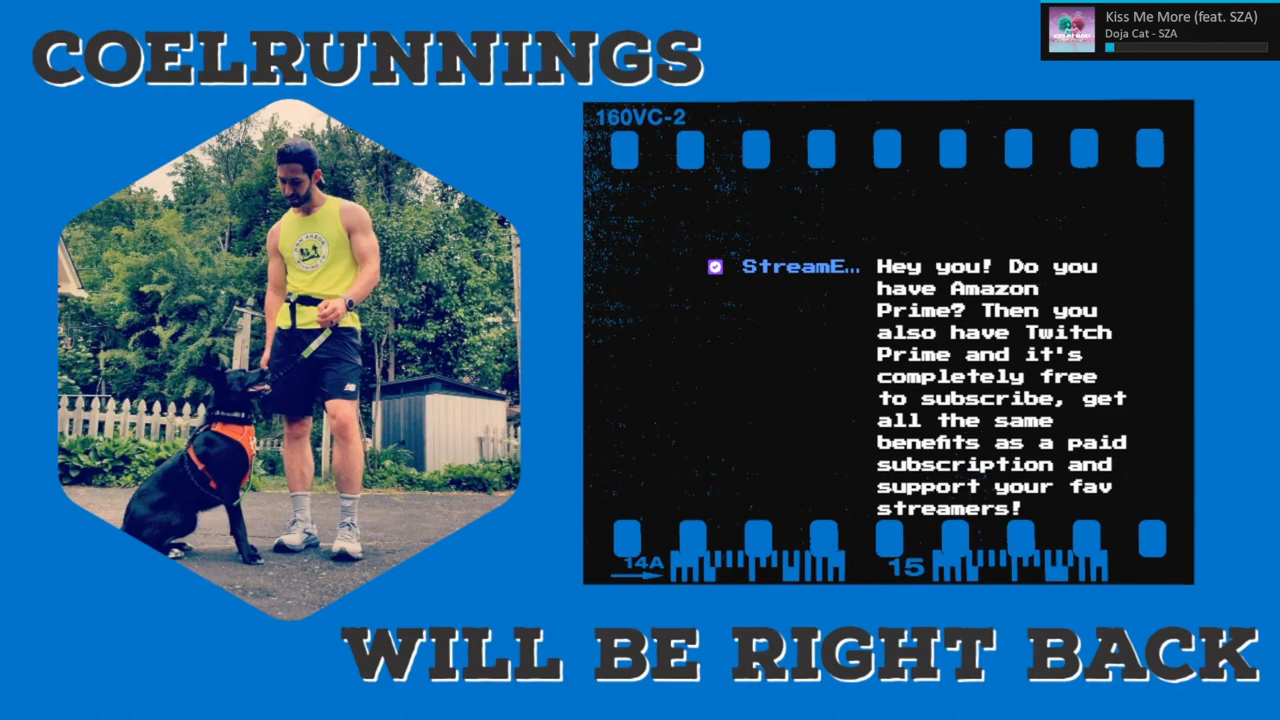 COELRUNNINGS
Kiss Me More (feat. SZA)
Doja Cat - SZA
160VC-2
StreamE... Hey you! Do you
have Amazon
Prime? Then you
also have Twitch
Prime and it's
completely free
to subscribe, get
all the same
benefits as a paid
subscription and
support your fav
streamers!
14A
15
WILL BE RIGHT BACK